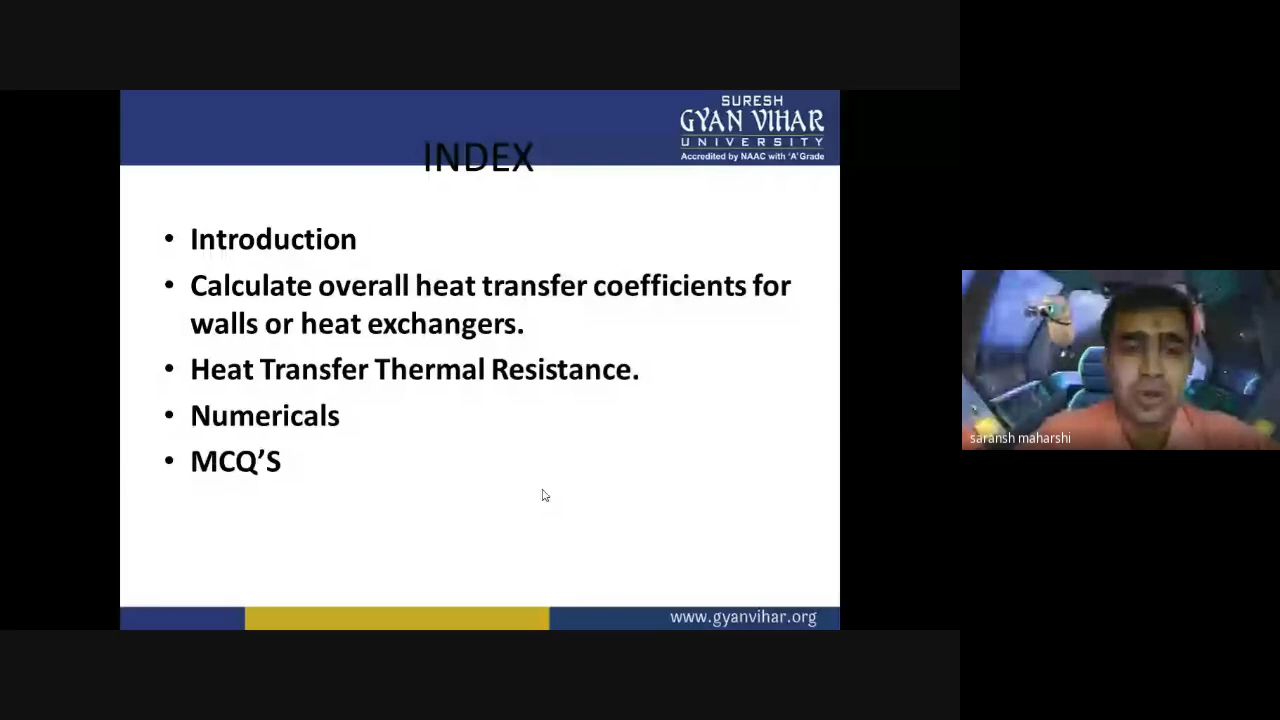 SURESH
GYAN VIHAR
UNIVERSITY
Accredited by NAAC with 'A' Grade
INDEX
• Introduction
• Calculate overall heat transfer coefficients for
walls or heat exchangers.
• Heat Transfer Thermal Resistance.
• Numericals
• MCQ’S
saransh maharshi
www.gyanvihar.org